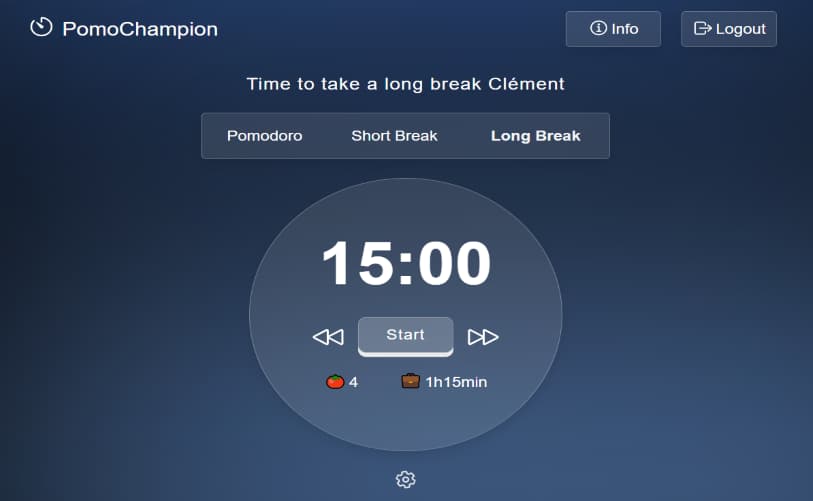 PomoChampion
Info
Logout
Time to take a long break Clément
Pomodoro
Short Break
Long Break
15:00
Start
4
1h15min